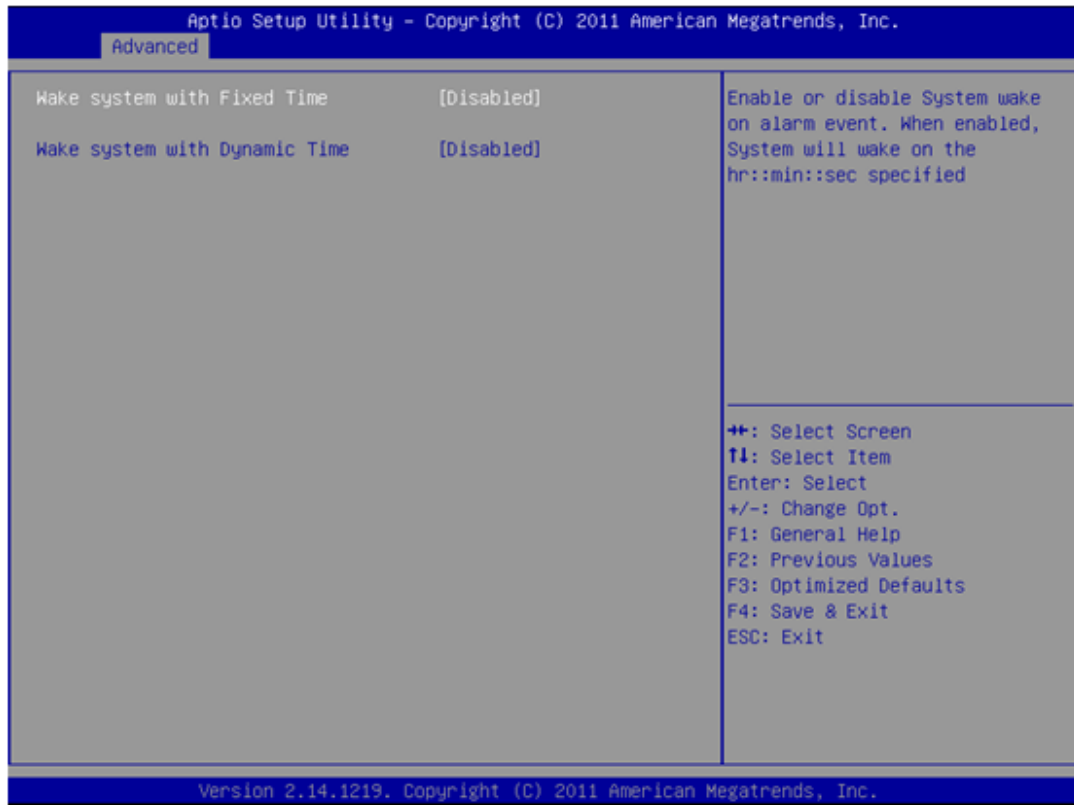 Aptio Setup Utility – Copyright (C) 2011 American Megatrends, Inc.
Advanced
Wake system with Fixed Time [Disabled]
Wake system with Dynamic Time [Disabled]
Enable or disable System wake
on alarm event. When enabled,
System will wake on the
hr::min::sec specified
→←: Select Screen
↑↓: Select Item
Enter: Select
+/-: Change Opt.
F1: General Help
F2: Previous Values
F3: Optimized Defaults
F4: Save & Exit
ESC: Exit
Version 2.14.1219. Copyright (C) 2011 American Megatrends, Inc.